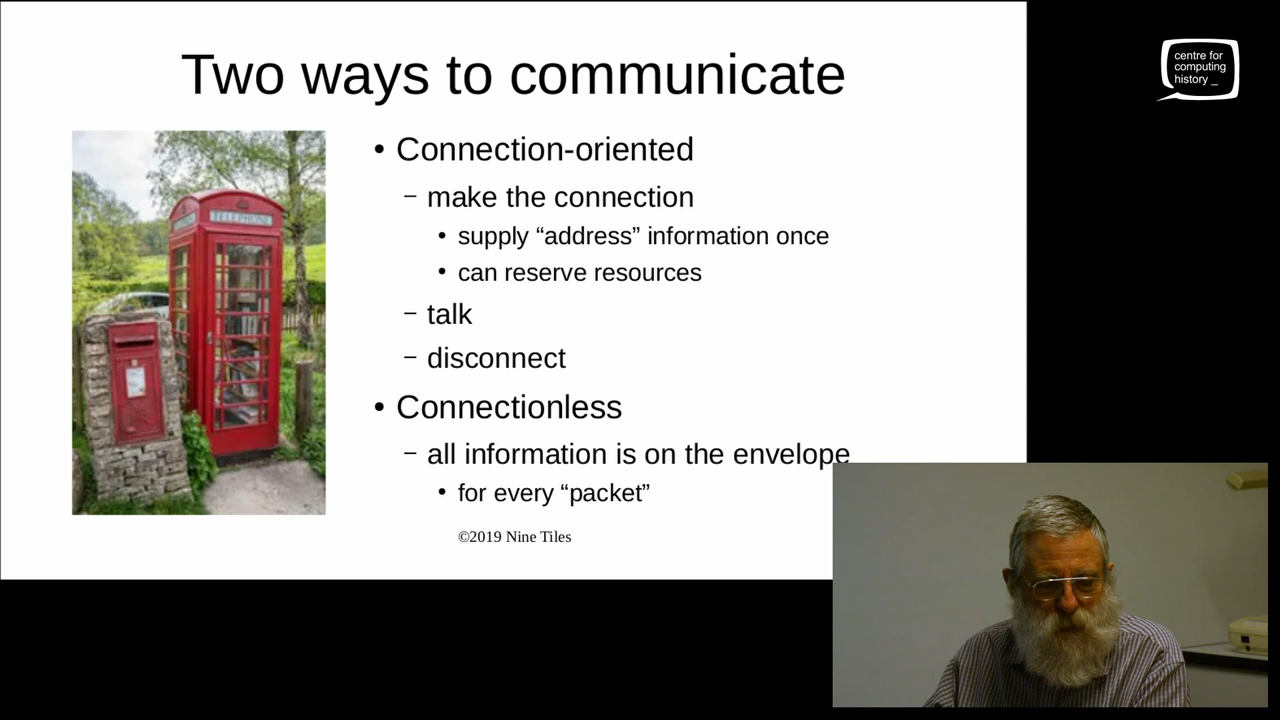 Two ways to communicate
TELEPHONE
• Connection-oriented
– make the connection
• supply “address” information once
• can reserve resources
– talk
– disconnect
• Connectionless
– all information is on the envelope
• for every “packet”
©2019 Nine Tiles
centre for
computing
history _